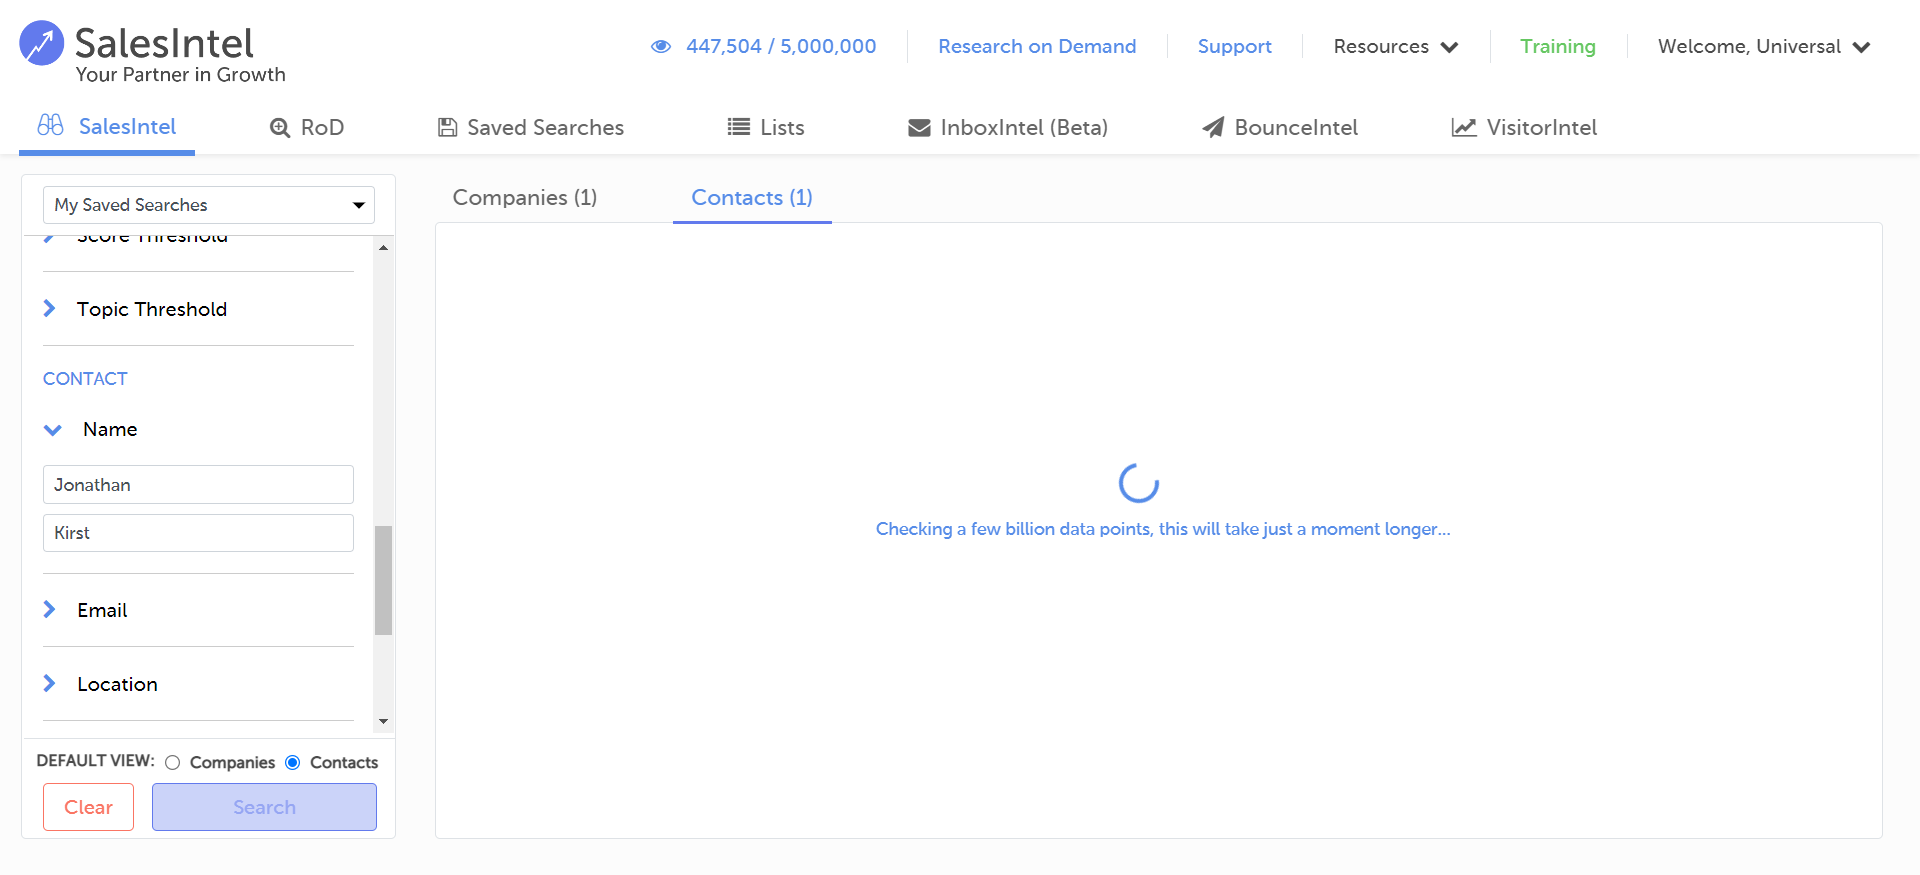 SalesIntel
Your Partner in Growth
447,504 / 5,000,000
Research on Demand
Support
Resources
Training
Welcome, Universal
SalesIntel
RoD
Saved Searches
Lists
InboxIntel (Beta)
BounceIntel
VisitorIntel
My Saved Searches
Score Threshold
Topic Threshold
CONTACT
Name
Jonathan
Kirst
Email
Location
DEFAULT VIEW:
Companies
Contacts
Clear
Search
Companies (1)
Contacts (1)
Checking a few billion data points, this will take just a moment longer...